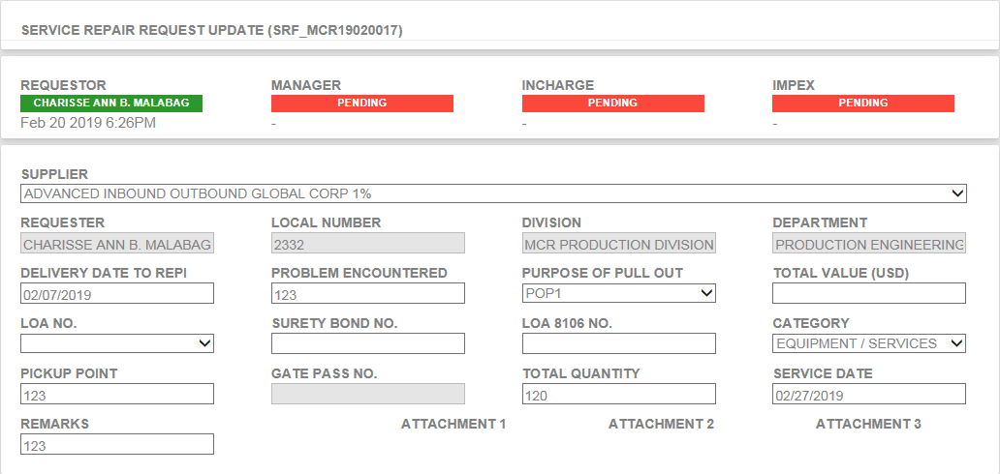 SERVICE REPAIR REQUEST UPDATE (SRF_MCR19020017)
REQUESTOR MANAGER INCHARGE IMPEX
CHARISSE ANN B. MALABAG PENDING PENDING PENDING
Feb 20 2019 6:26PM - - -
SUPPLIER
ADVANCED INBOUND OUTBOUND GLOBAL CORP 1%
REQUESTER LOCAL NUMBER DIVISION DEPARTMENT
CHARISSE ANN B. MALABAG 2332 MCR PRODUCTION DIVISION PRODUCTION ENGINEERING
DELIVERY DATE TO REPI PROBLEM ENCOUNTERED PURPOSE OF PULL OUT TOTAL VALUE (USD)
02/07/2019 123 POP1
LOA NO. SURETY BOND NO. LOA 8106 NO. CATEGORY
EQUIPMENT / SERVICES
PICKUP POINT GATE PASS NO. TOTAL QUANTITY SERVICE DATE
123 120 02/27/2019
REMARKS ATTACHMENT 1 ATTACHMENT 2 ATTACHMENT 3
123